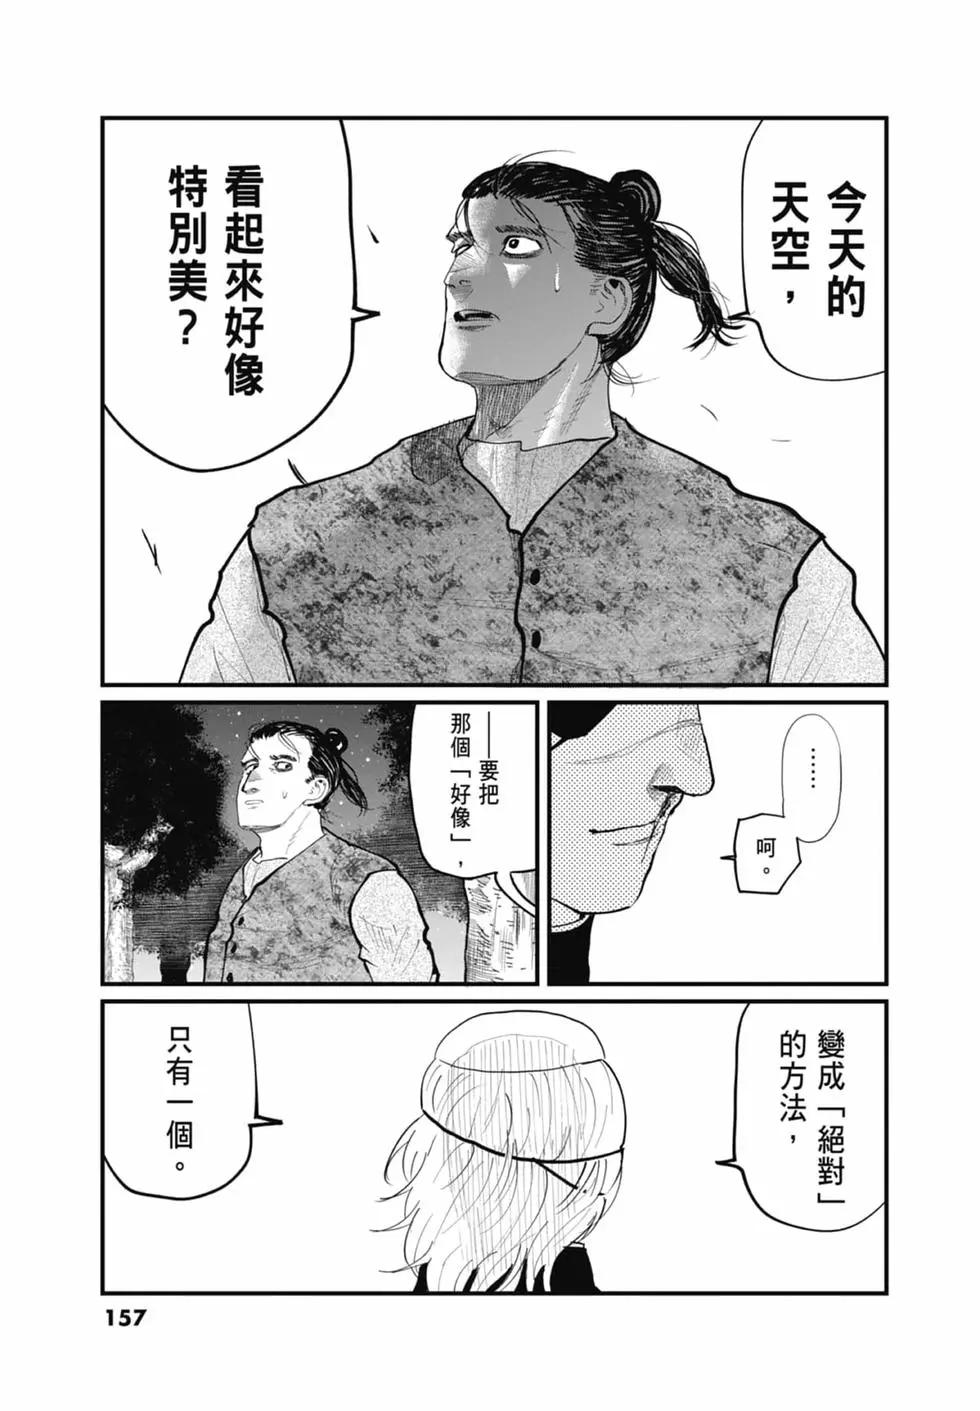 今天的
天空，
看起來好像
特別美？
……
呵。
——要把
那個「好像」，
變成「絕對」
的方法，
只有一個。
157